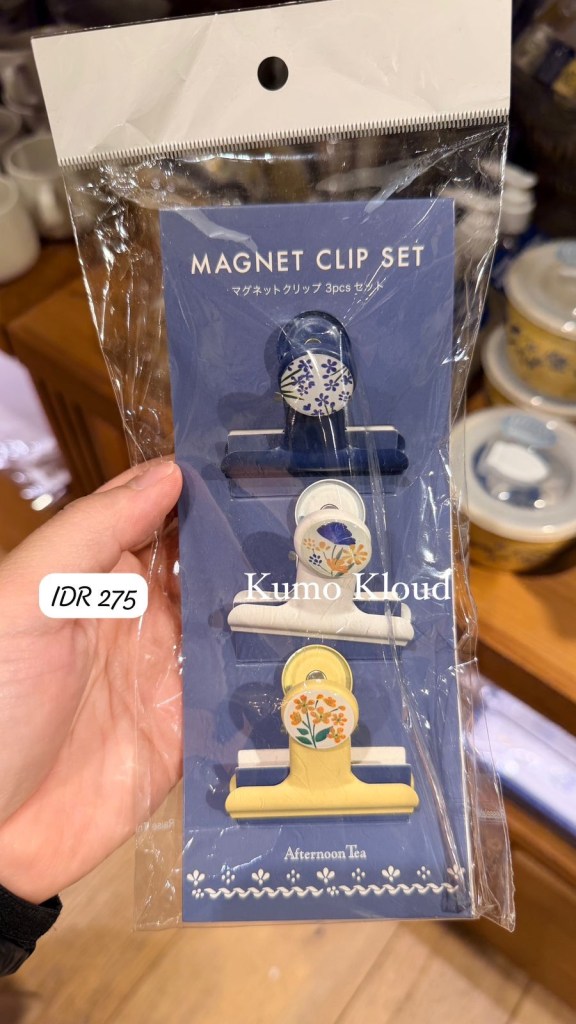 MAGNET CLIP SET
マグネットクリップ 3pcs セット
IDR 275
Kumo Kloud
Afternoon Tea